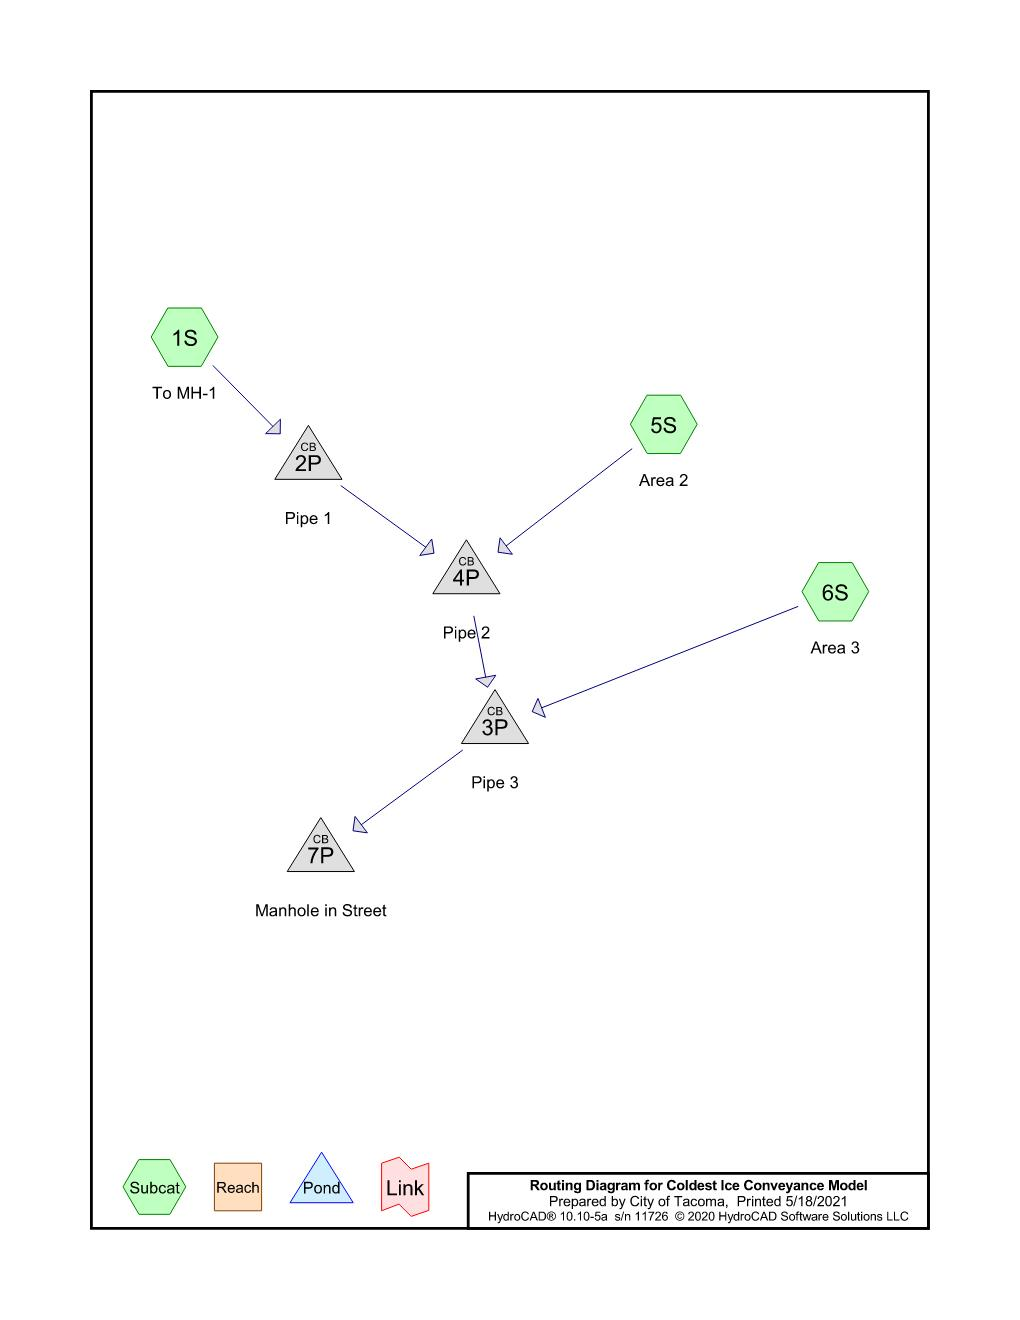 1S
To MH-1
CB
2P
Pipe 1
5S
Area 2
CB
4P
Pipe 2
6S
Area 3
CB
3P
Pipe 3
CB
7P
Manhole in Street
Subcat
Reach
Pond
Link
Routing Diagram for Coldest Ice Conveyance Model
Prepared by City of Tacoma, Printed 5/18/2021
HydroCAD® 10.10-5a s/n 11726 © 2020 HydroCAD Software Solutions LLC